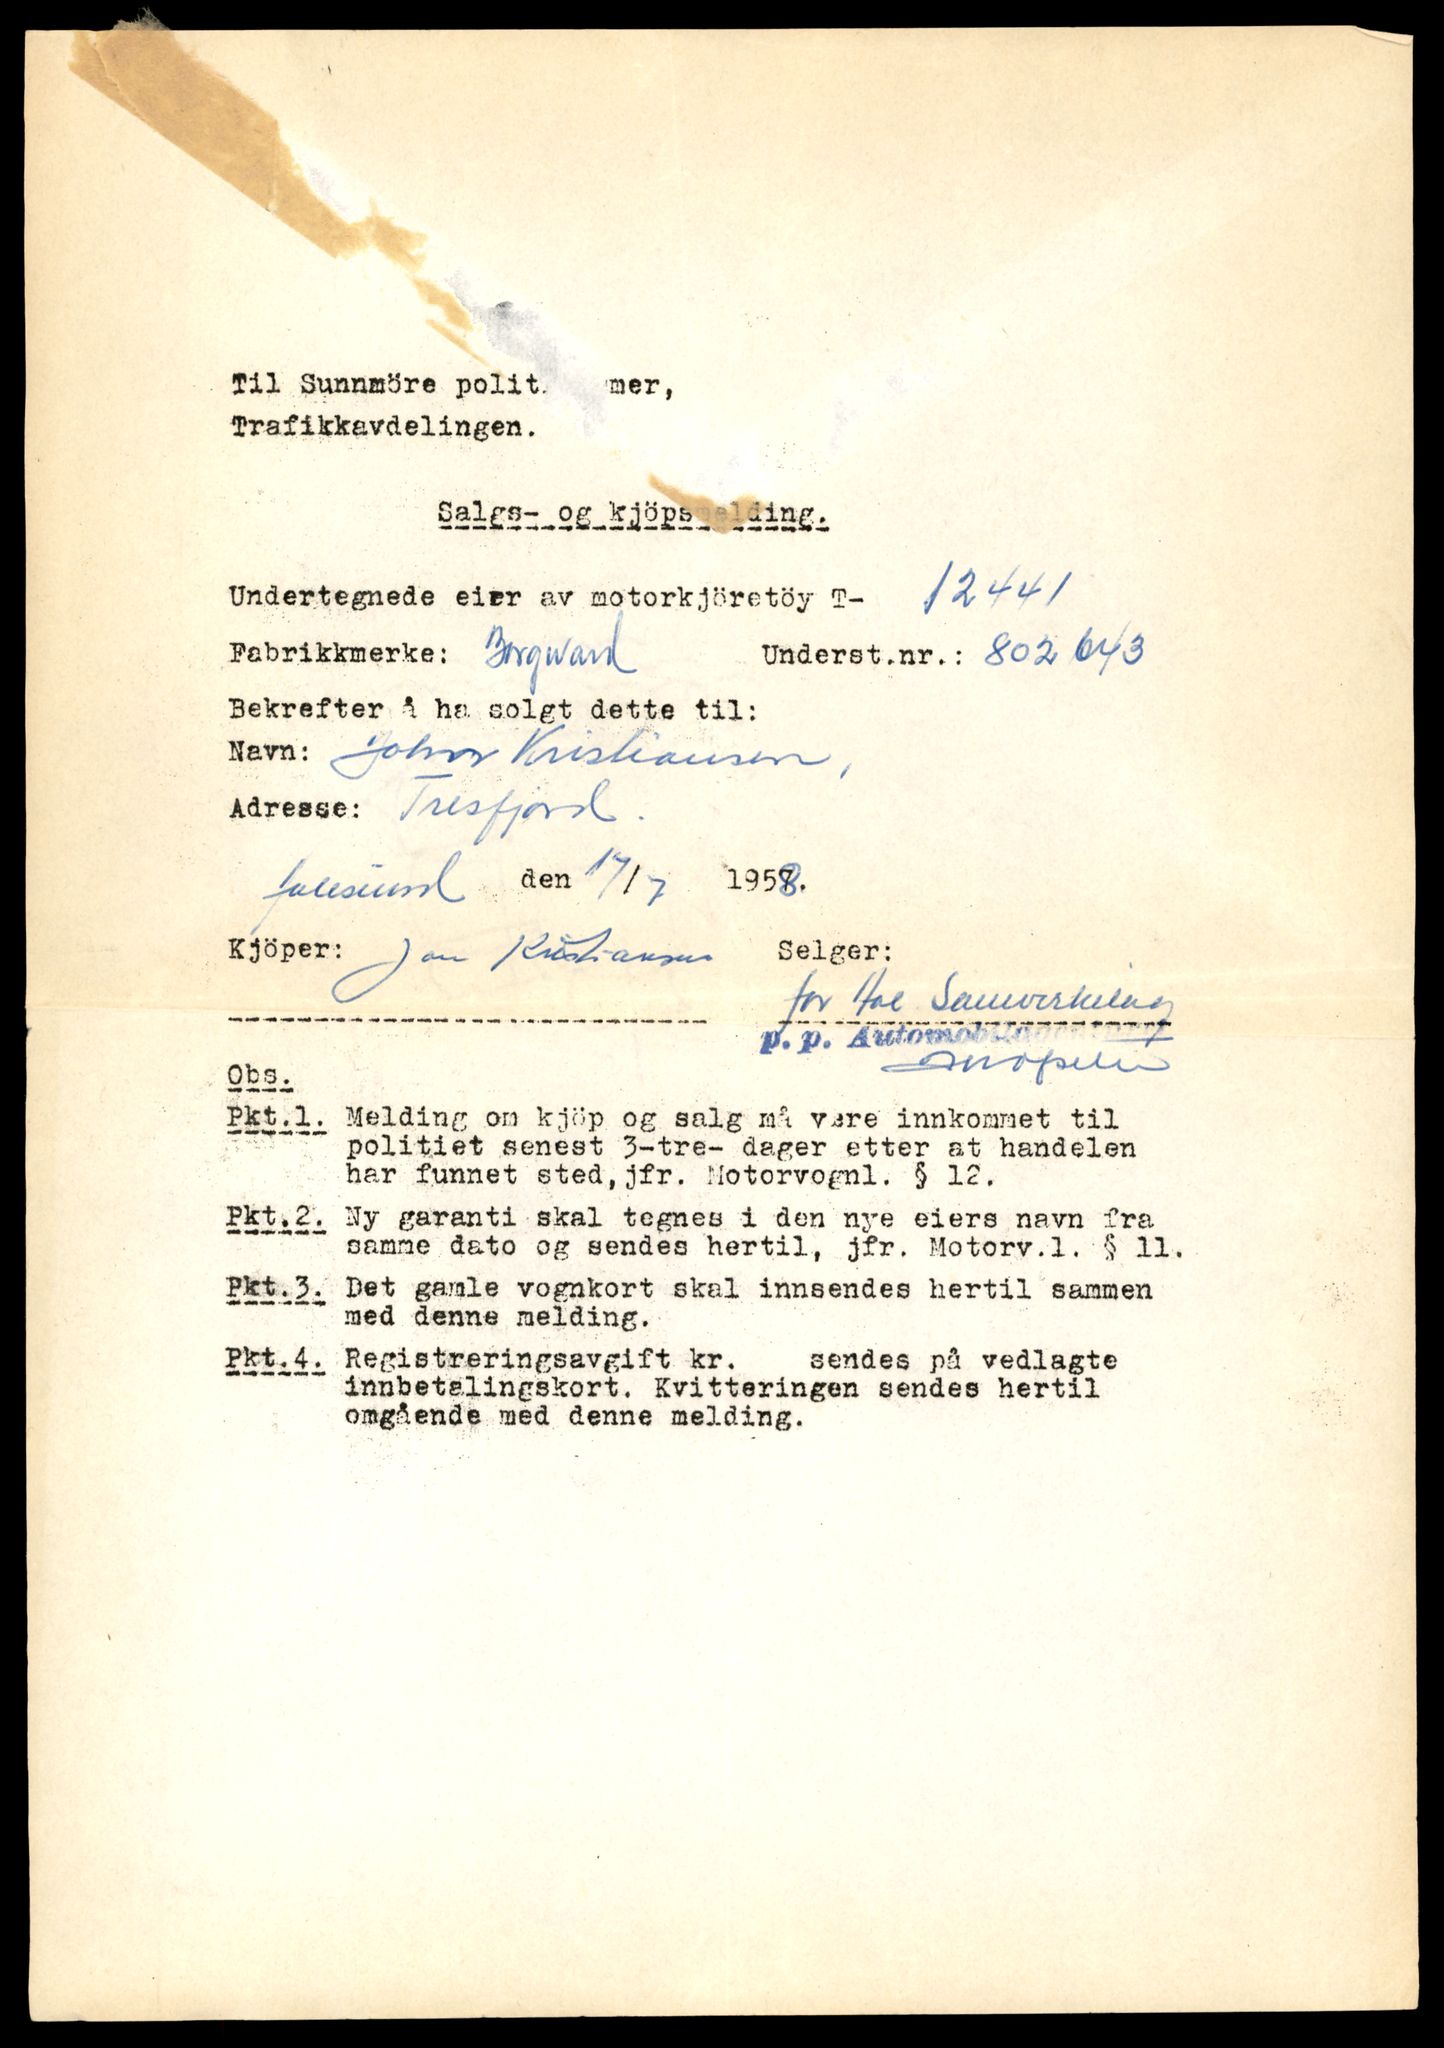 Til Sunnmöre polit mer,
Trafikkavdelingen.
Salgs- og kjöpsmelding.
Undertegnede eier av motorkjöretöy T- 12441
Fabrikkmerke: Borgward Underst.nr.: 802643
Bekrefter å ha solgt dette til:
Navn: Johan Kristiansen,
Adresse: Tresfjord.
den 17/7 1958.
Kjöper: Jon Kristiansen Selger:
for
p. p. Automobil
Obs.
Pkt.1. Melding om kjöp og salg må være innkommet til
politiet senest 3-tre- dager etter at handelen
har funnet sted, jfr. Motorvognl. § 12.
Pkt.2. Ny garanti skal tegnes i den nye eiers navn fra
samme dato og sendes hertil, jfr. Motorv.l. § 11.
Pkt.3. Det gamle vognkort skal innsendes hertil sammen
med denne melding.
Pkt.4. Registreringsavgift kr. sendes på vedlagte
innbetalingskort. Kvitteringen sendes hertil
omgående med denne melding.